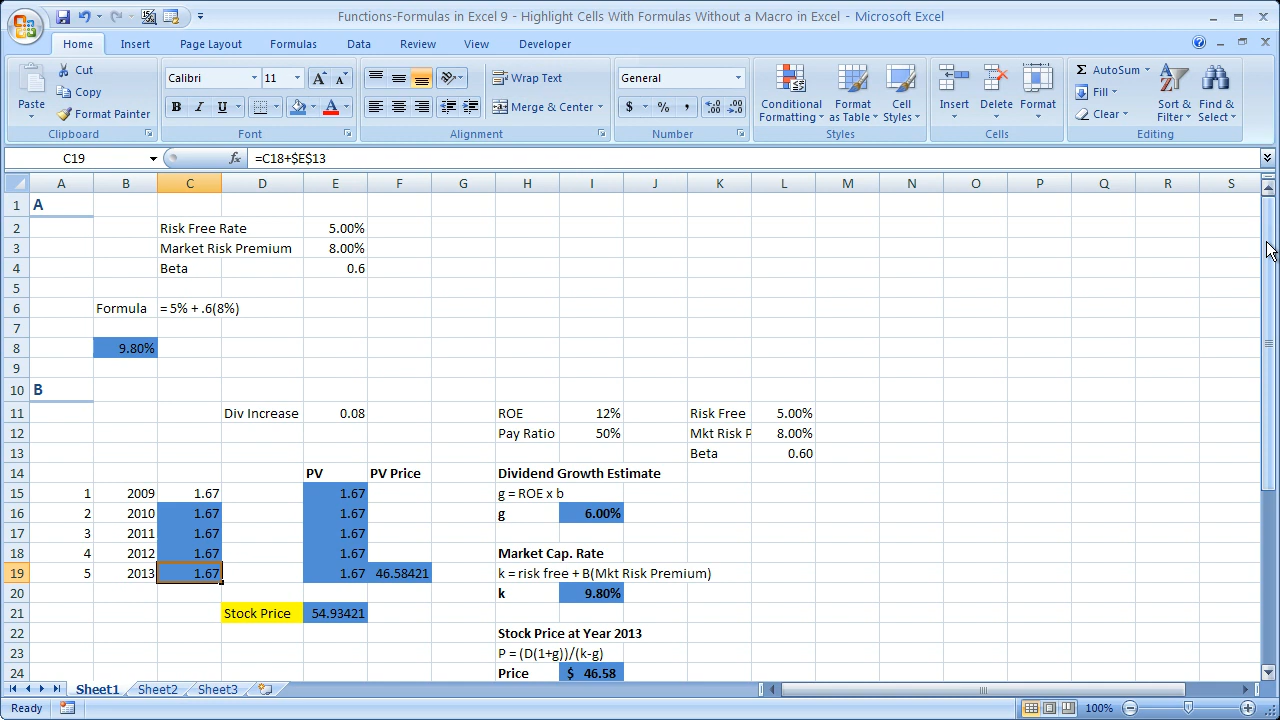 Functions-Formulas in Excel 9 - Highlight Cells With Formulas Within a Macro in Excel - Microsoft Excel
Home Insert Page Layout Formulas Data Review View Developer
Paste Cut Copy Format Painter Clipboard
Calibri 11 B I U A Font
Wrap Text Merge & Center Alignment
General $ % , Number
Conditional Formatting Format as Table Cell Styles Styles
Insert Delete Format Cells
Σ AutoSum Fill Clear Sort & Filter Find & Select Editing
C19 fx =C18+$E$13
A B C D E F G H I J K L M N O P Q R S
1 A
2 Risk Free Rate 5.00%
3 Market Risk Premium 8.00%
4 Beta 0.6
5
6 Formula = 5% + .6(8%)
7
8 9.80%
9
10 B
11 Div Increase 0.08 ROE 12% Risk Free 5.00%
12 Pay Ratio 50% Mkt Risk P 8.00%
13 Beta 0.60
14 PV PV Price Dividend Growth Estimate
15 1 2009 1.67 1.67 g = ROE x b
16 2 2010 1.67 1.67 g 6.00%
17 3 2011 1.67 1.67
18 4 2012 1.67 1.67 Market Cap. Rate
19 5 2013 1.67 1.67 46.58421 k = risk free + B(Mkt Risk Premium)
20 k 9.80%
21 Stock Price 54.93421
22 Stock Price at Year 2013
23 P = (D(1+g))/(k-g)
24 Price $ 46.58
Sheet1 Sheet2 Sheet3
Ready 100%